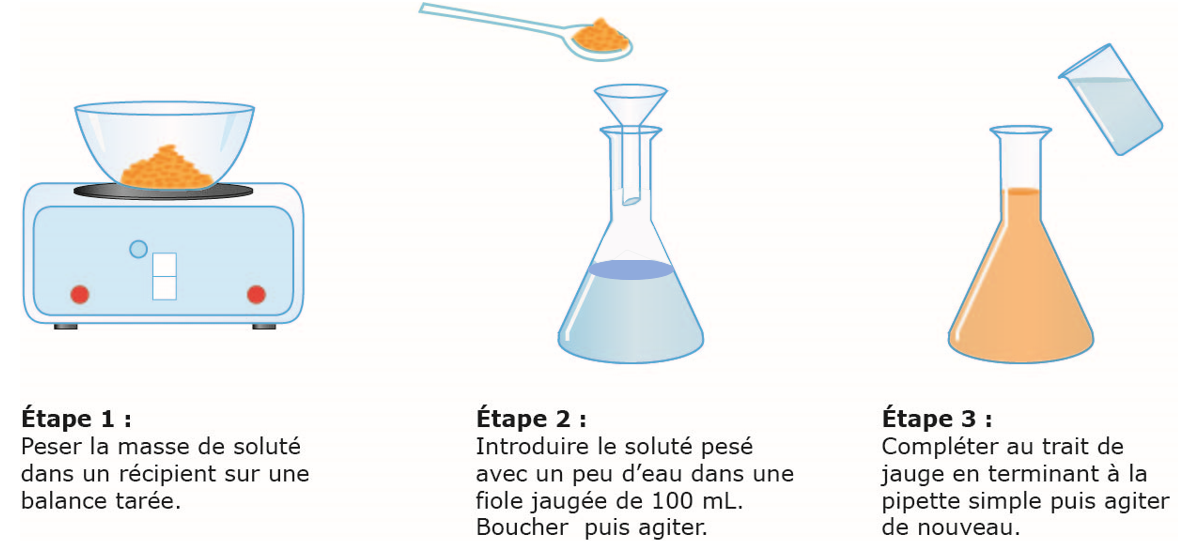 Étape 1 :
Peser la masse de soluté
dans un récipient sur une
balance tarée.
Étape 2 :
Introduire le soluté pesé
avec un peu d’eau dans une
fiole jaugée de 100 mL.
Boucher  puis agiter.
Étape 3 :
Compléter au trait de
jauge en terminant à la
pipette simple puis agiter
de nouveau.